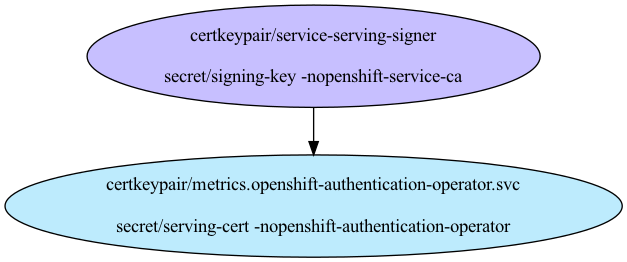 certkeypair/service-serving-signer
secret/signing-key -nopenshift-service-ca
certkeypair/metrics.openshift-authentication-operator.svc
secret/serving-cert -nopenshift-authentication-operator